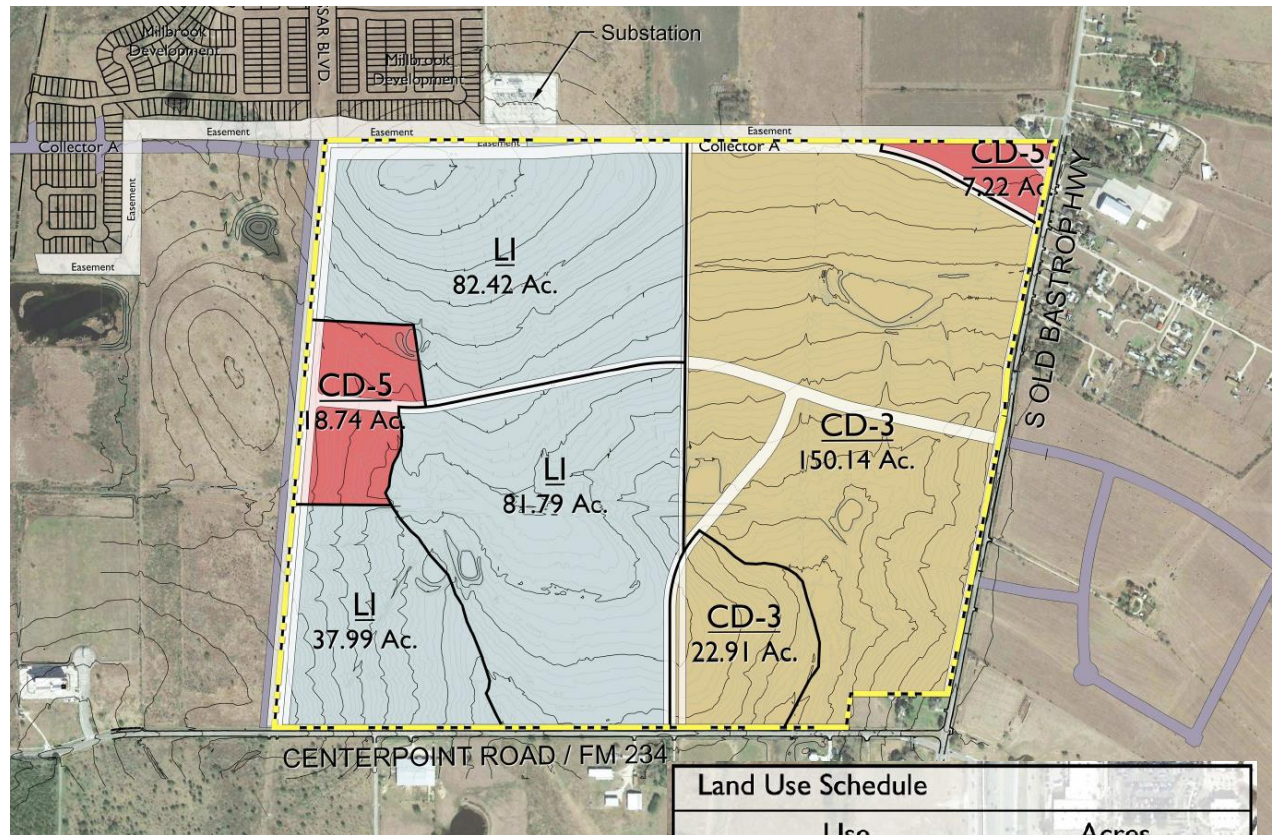 Millbrook
Development
SAR BLVD.
Millbrook
Development
Substation
Easement
Easement
Easement
Easement
Collector A
Collector A
Easement
Easement
CD-5
7.22 Ac.
S OLD BASTROP HWY
LI
82.42 Ac.
CD-5
18.74 Ac.
LI
81.79 Ac.
CD-3
150.14 Ac.
LI
37.99 Ac.
CD-3
22.91 Ac.
CENTERPOINT ROAD / FM 234
Land Use Schedule
Use Acres